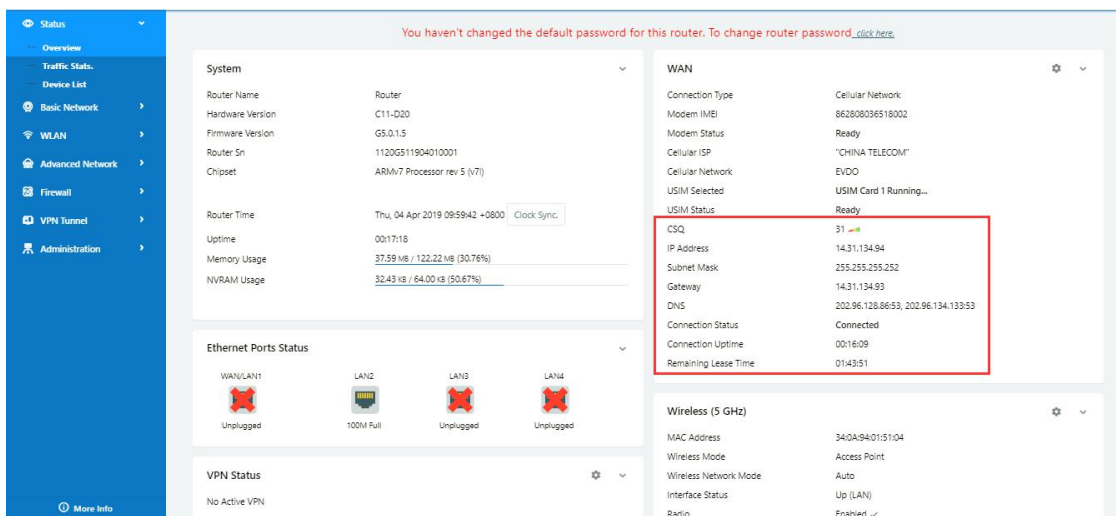 You haven't changed the default password for this router. To change router password click here.
Status
Overview
Traffic Stats.
Device List
Basic Network
WLAN
Advanced Network
Firewall
VPN Tunnel
Administration
More Info
System
Router Name Router
Hardware Version C11-D20
Firmware Version G5.0.1.5
Router Sn 1120G511904010001
Chipset ARMv7 Processor rev 5 (v7l)
Router Time Thu, 04 Apr 2019 09:59:42 +0800 Clock Sync.
Uptime 00:17:18
Memory Usage 37.59 MB / 122.22 MB (30.76%)
NVRAM Usage 32.43 KB / 64.00 KB (50.67%)
Ethernet Ports Status
WAN/LAN1 LAN2 LAN3 LAN4
Unplugged 100M Full Unplugged Unplugged
VPN Status
No Active VPN
WAN
Connection Type Cellular Network
Modem IMEI 862808036518002
Modem Status Ready
Cellular ISP "CHINA TELECOM"
Cellular Network EVDO
USIM Selected USIM Card 1 Running...
USIM Status Ready
CSQ 31
IP Address 14.31.134.94
Subnet Mask 255.255.255.252
Gateway 14.31.134.93
DNS 202.96.128.86:53, 202.96.134.133:53
Connection Status Connected
Connection Uptime 00:16:09
Remaining Lease Time 01:43:51
Wireless (5 GHz)
MAC Address 34:0A:94:01:51:04
Wireless Mode Access Point
Wireless Network Mode Auto
Interface Status Up (LAN)
Radio Enabled